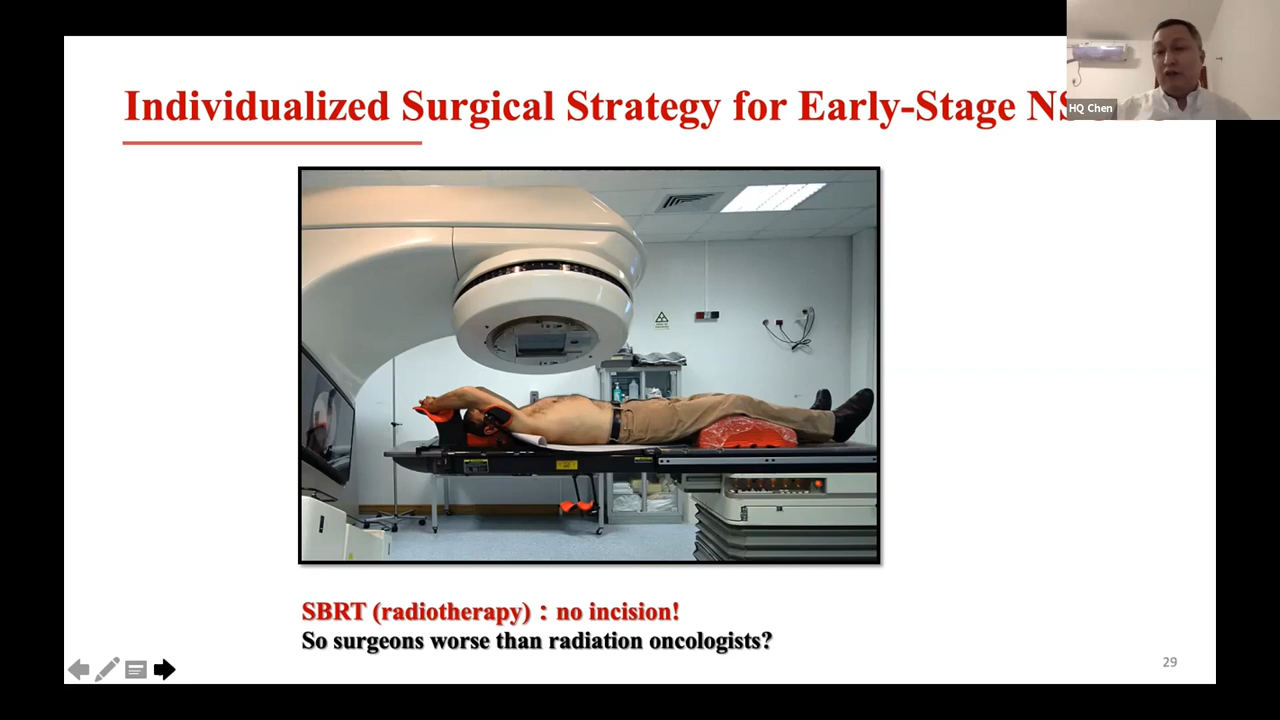 Individualized Surgical Strategy for Early-Stage
HQ Chen
SBRT (radiotherapy)：no incision!
So surgeons worse than radiation oncologists?
29